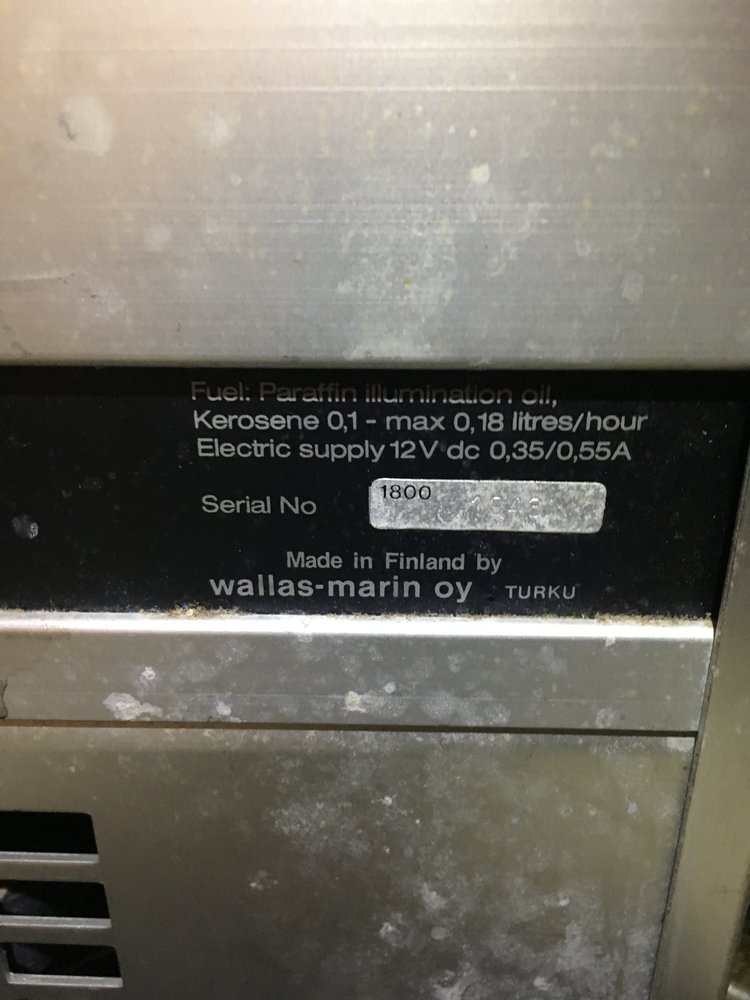 Fuel: Paraffin illumination oil,
Kerosene 0,1 - max 0,18 litres/hour
Electric supply 12V dc 0,35/0,55A
Serial No 1800
Made in Finland by
wallas-marin oy TURKU